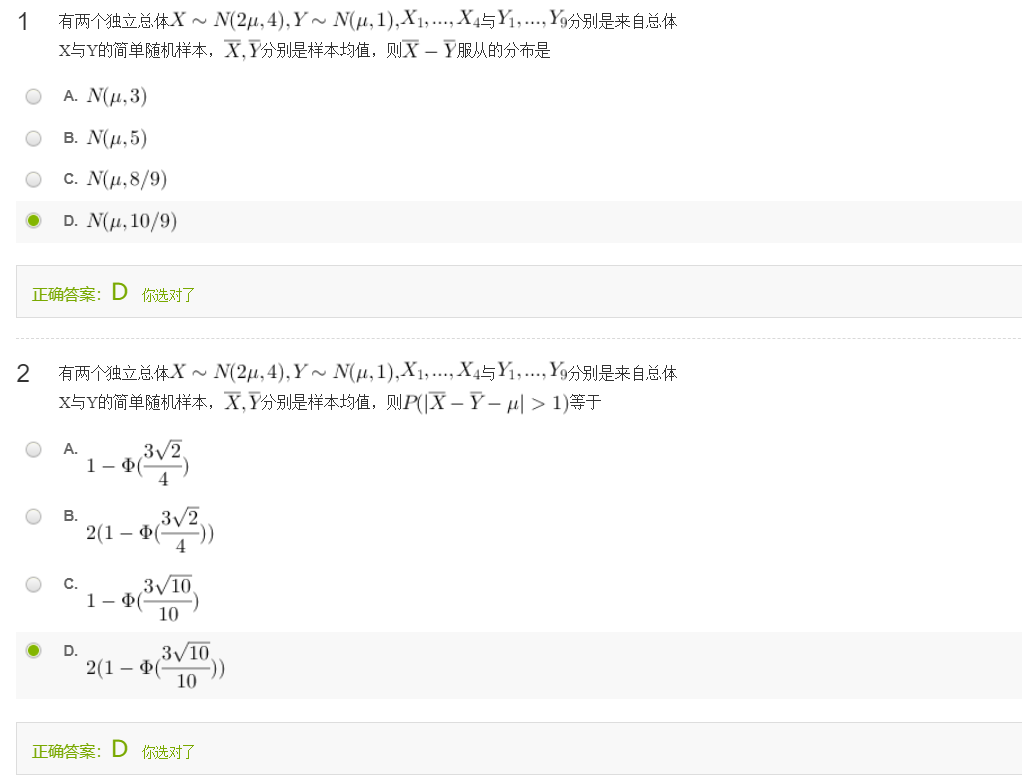 1 有两个独立总体X ∼ N(2μ,4),Y ∼ N(μ,1),X₁,...,X₄与Y₁,...,Y₉分别是来自总体
X与Y的简单随机样本，X̅,Y̅分别是样本均值，则X̅ − Y̅服从的分布是
A. N(μ,3)
B. N(μ,5)
C. N(μ,8/9)
D. N(μ,10/9)
正确答案：D 你选对了
2 有两个独立总体X ∼ N(2μ,4),Y ∼ N(μ,1),X₁,...,X₄与Y₁,...,Y₉分别是来自总体
X与Y的简单随机样本，X̅,Y̅分别是样本均值，则P(|X̅ − Y̅ − μ| > 1)等于
A. 1 − Φ(3√2/4)
B. 2(1 − Φ(3√2/4))
C. 1 − Φ(3√10/10)
D. 2(1 − Φ(3√10/10))
正确答案：D 你选对了